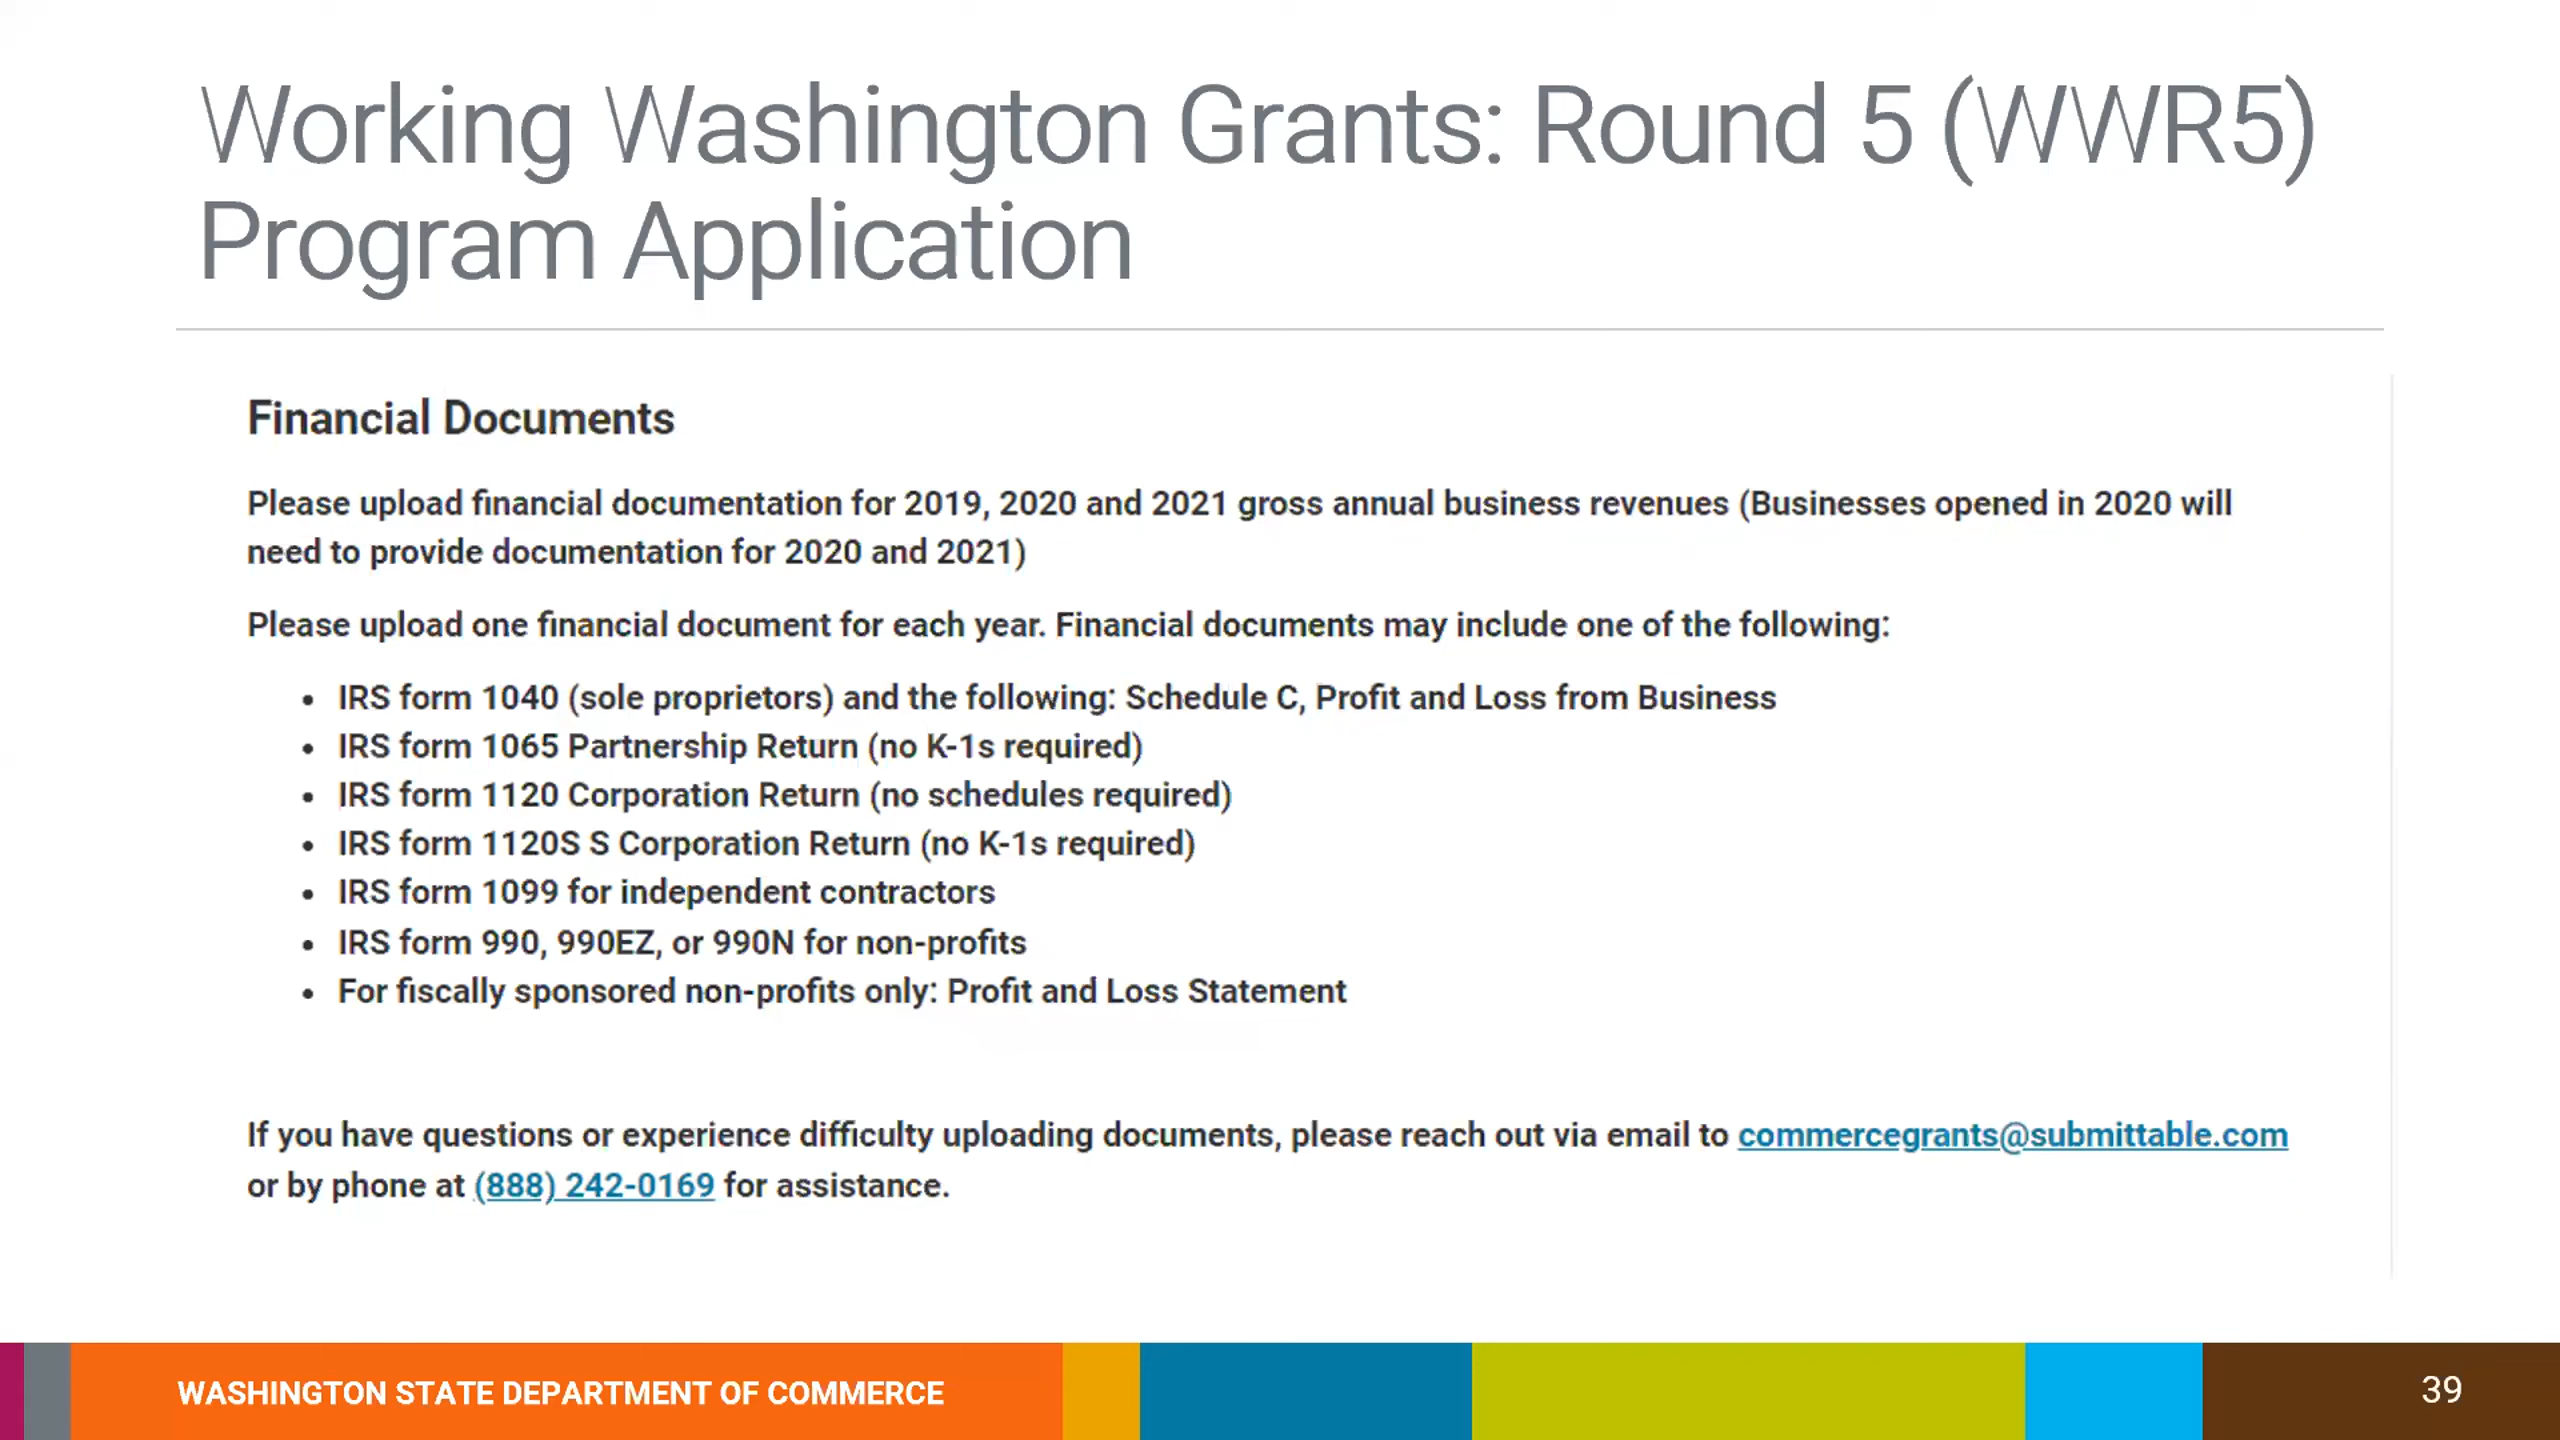 Working Washington Grants: Round 5 (WWR5)
Program Application
Financial Documents
Please upload financial documentation for 2019, 2020 and 2021 gross annual business revenues (Businesses opened in 2020 will
need to provide documentation for 2020 and 2021)
Please upload one financial document for each year. Financial documents may include one of the following:
• IRS form 1040 (sole proprietors) and the following: Schedule C, Profit and Loss from Business
• IRS form 1065 Partnership Return (no K-1s required)
• IRS form 1120 Corporation Return (no schedules required)
• IRS form 1120S S Corporation Return (no K-1s required)
• IRS form 1099 for independent contractors
• IRS form 990, 990EZ, or 990N for non-profits
• For fiscally sponsored non-profits only: Profit and Loss Statement
If you have questions or experience difficulty uploading documents, please reach out via email to commercegrants@submittable.com
or by phone at (888) 242-0169 for assistance.
WASHINGTON STATE DEPARTMENT OF COMMERCE
39